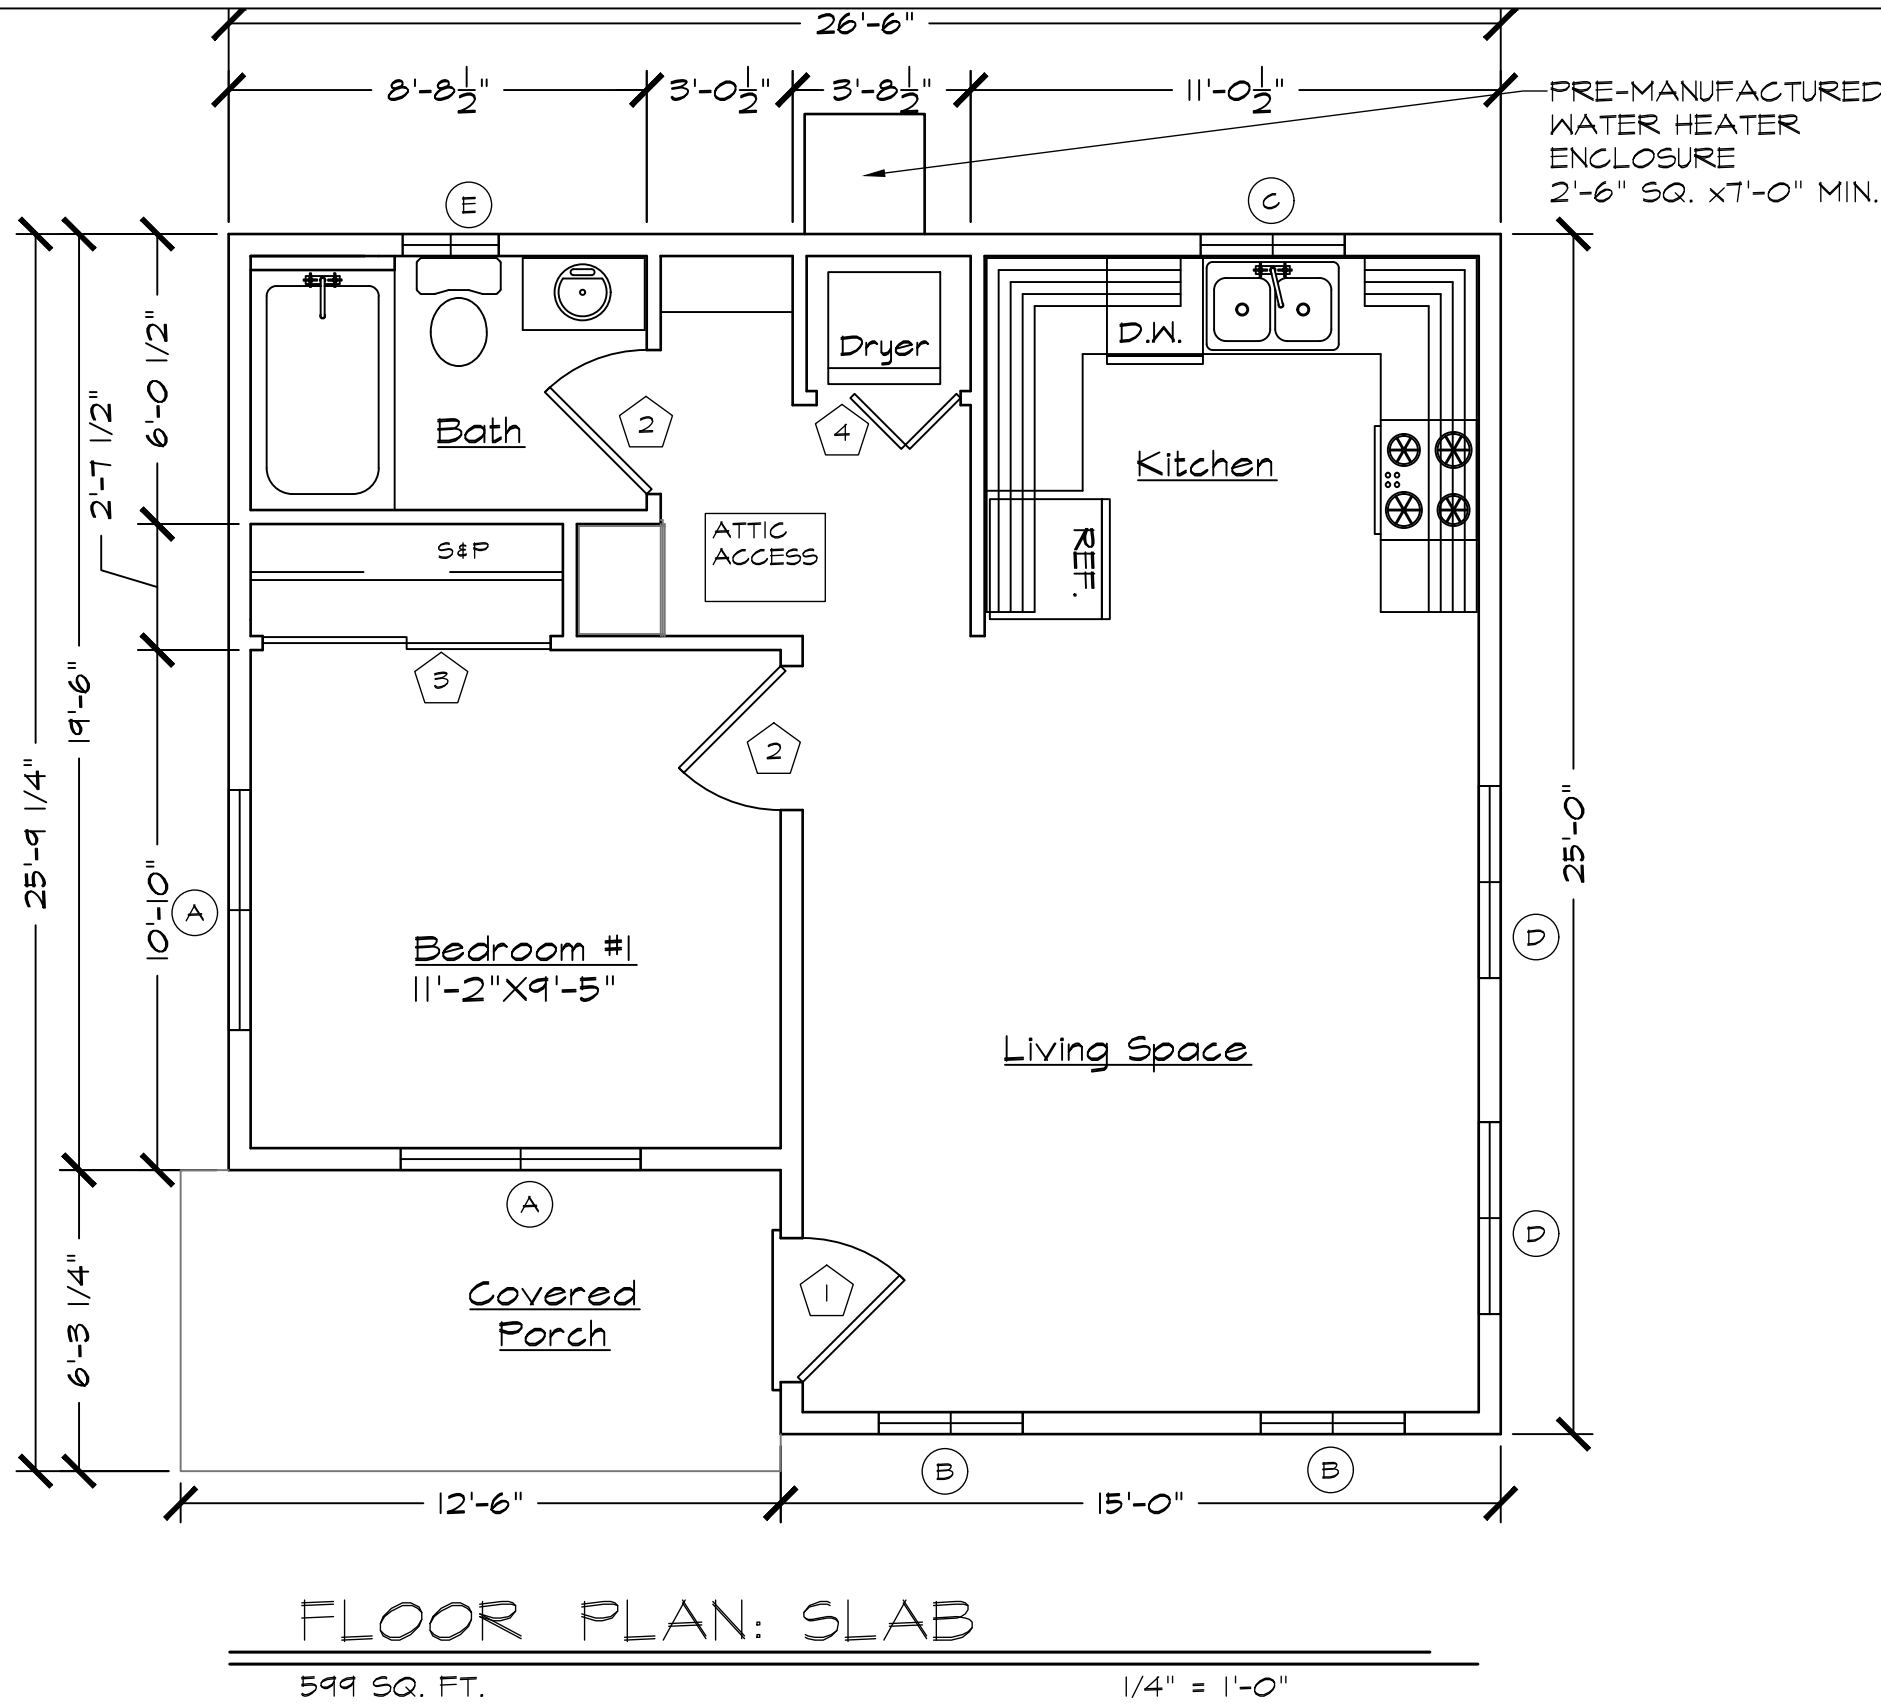 26'-6"
8'-8 1/2" 3'-0 1/2" 3'-8 1/2" 11'-0 1/2"
PRE-MANUFACTURED
WATER HEATER
ENCLOSURE
2'-6" SQ. x7'-0" MIN.
E
C
Dryer
D.W.
6'-0 1/2"
2'-7 1/2"
Bath
2
4
Kitchen
ATTIC
ACCESS
S&P
REF.
3
19'-6"
2
25'-9 1/4"
25'-0"
10'-10"
A
D
Bedroom #1
11'-2"X9'-5"
Living Space
A
D
6'-3 1/4"
Covered
Porch
1
B
B
12'-6"
15'-0"
FLOOR PLAN: SLAB
599 SQ. FT.
1/4" = 1'-0"